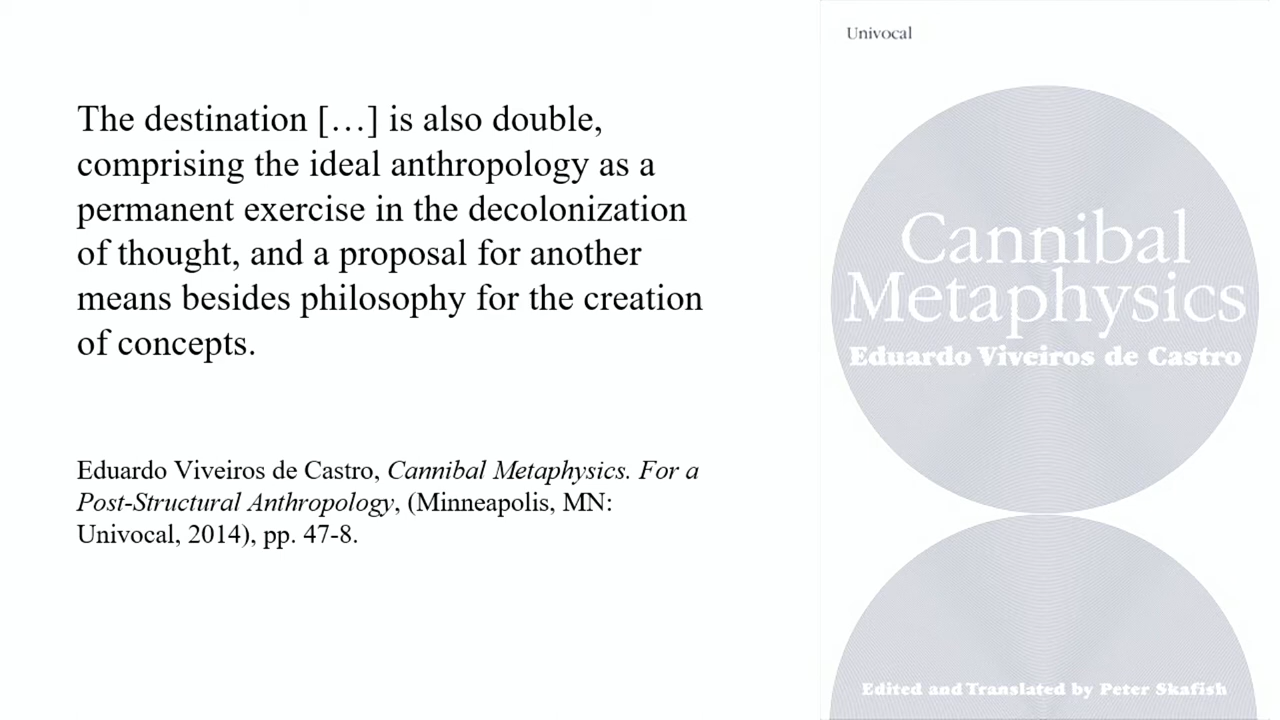 The destination […] is also double,
comprising the ideal anthropology as a
permanent exercise in the decolonization
of thought, and a proposal for another
means besides philosophy for the creation
of concepts.
Eduardo Viveiros de Castro, Cannibal Metaphysics. For a
Post-Structural Anthropology, (Minneapolis, MN:
Univocal, 2014), pp. 47-8.
Univocal
Cannibal
Metaphysics
Eduardo Viveiros de Castro
Edited and Translated by Peter Skafish